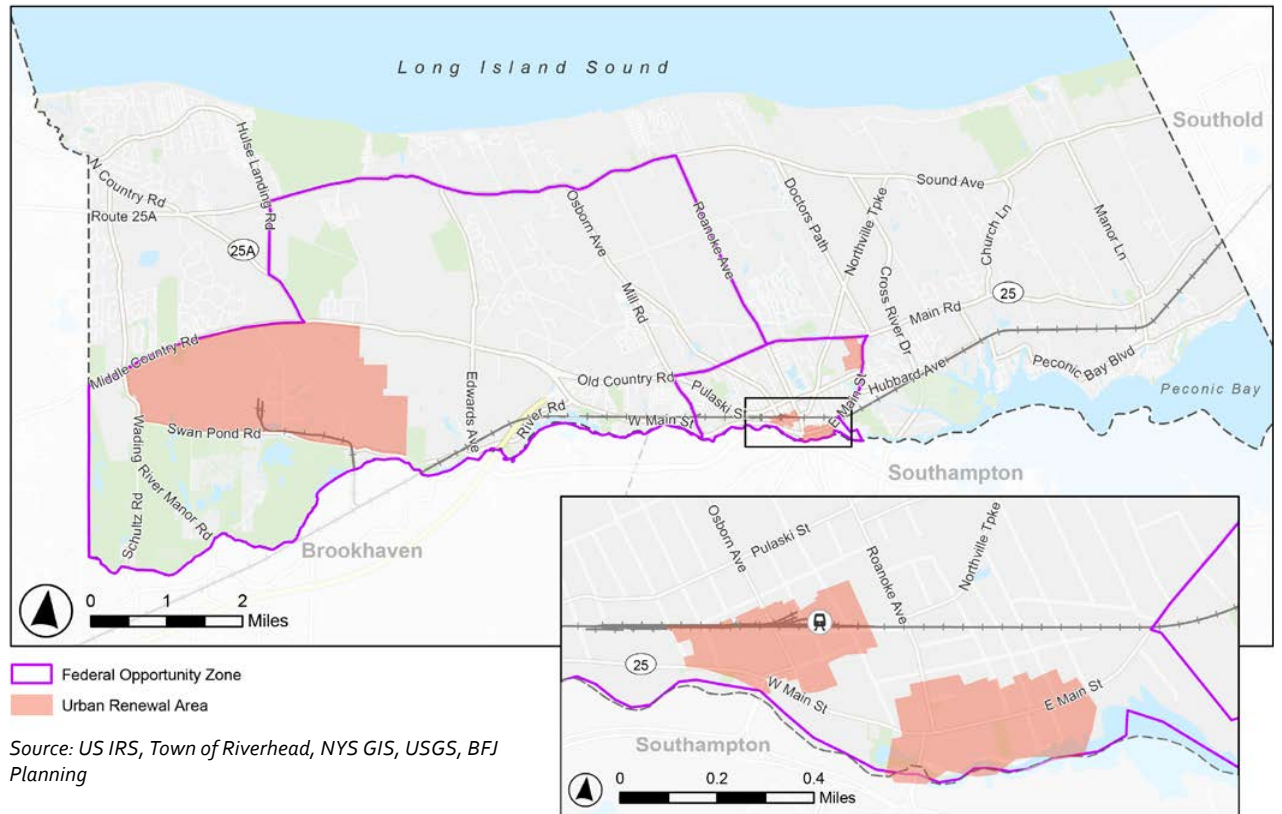 Long Island Sound
Southold
N Country Rd
Hulse Landing Rd
Route 25A
25A
Sound Ave
Osborn Ave
Roanoke Ave
Doctors Path
Northville Tpke
Church Ln
Manor Ln
Cross River Dr
25
Main Rd
Mill Rd
Middle Country Rd
Old Country Rd
Pulaski St
Hubbard Ave
Peconic Bay Blvd
Peconic Bay
Edwards Ave
River Rd
W Main St
E Main St
Swan Pond Rd
Wading River Manor Rd
Schultz Rd
Southampton
Brookhaven
0 1 2
Miles
Osborn Ave
Pulaski St
Roanoke Ave
Northville Tpke
25
W Main St
E Main St
Southampton
0 0.2 0.4
Miles
Federal Opportunity Zone
Urban Renewal Area
Source: US IRS, Town of Riverhead, NYS GIS, USGS, BFJ
Planning